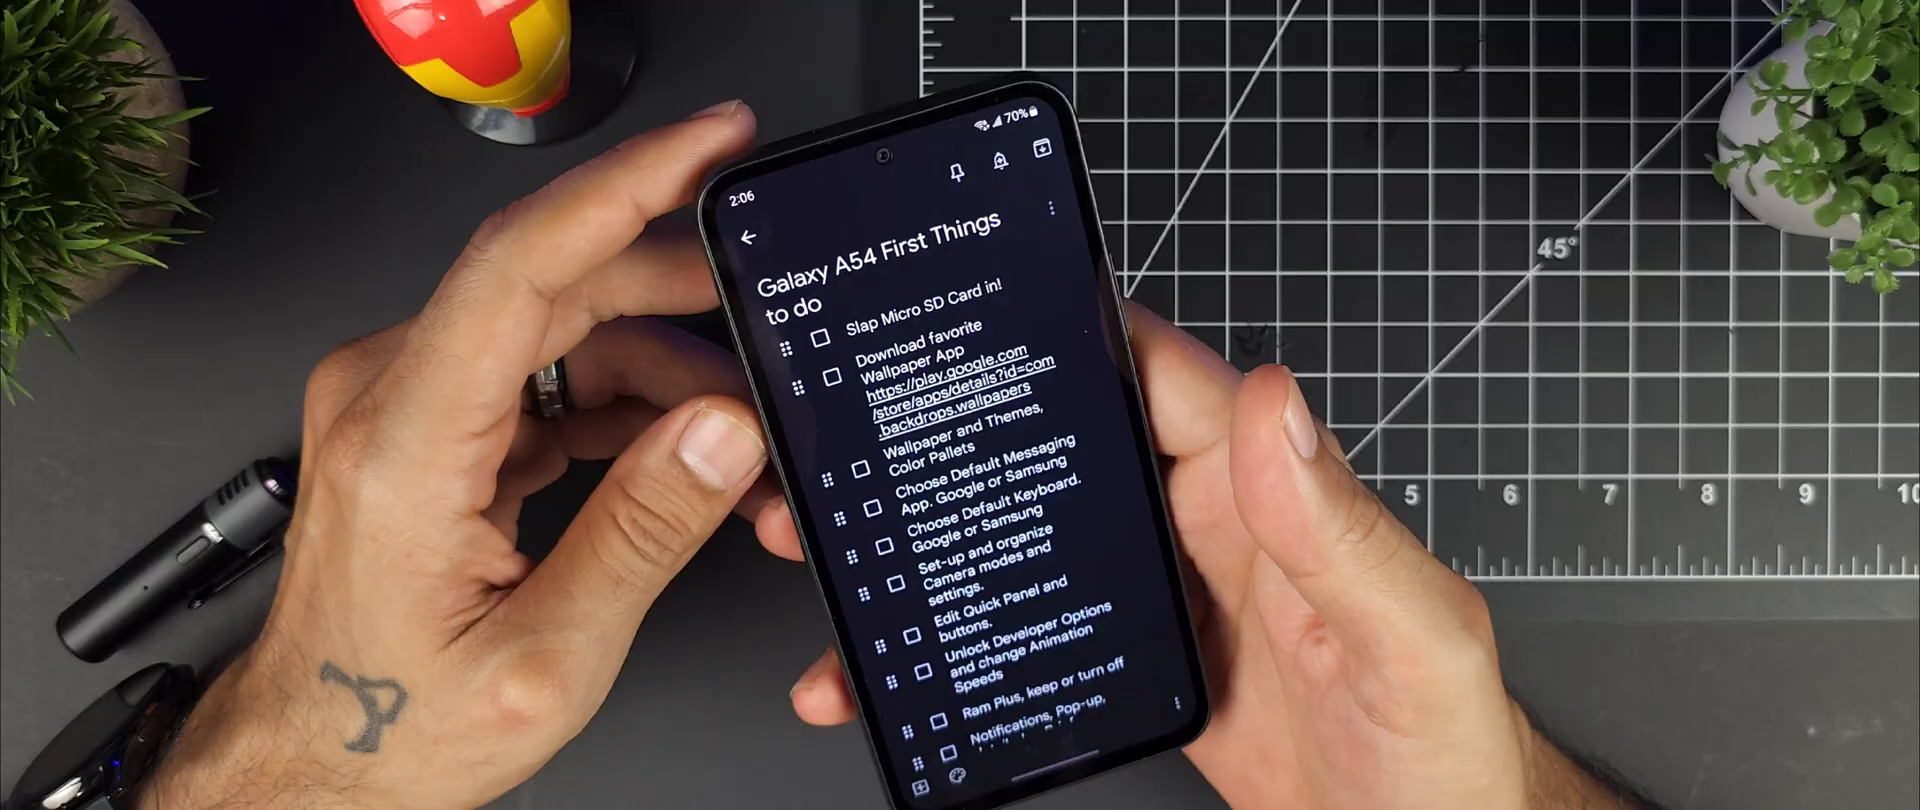 2:06
70%
Galaxy A54 First Things
to do
Slap Micro SD Card in!
Download favorite
Wallpaper App
https://play.google.com
/store/apps/details?id=com
.backdrops.wallpapers
Wallpaper and Themes,
Color Pallets
Choose Default Messaging
App. Google or Samsung
Choose Default Keyboard.
Google or Samsung
Set-up and organize
Camera modes and
settings.
Edit Quick Panel and
buttons.
Unlock Developer Options
and change Animation
Speeds
Ram Plus, keep or turn off
Notifications, Pop-up,
45°
5 6 7 8 9 10